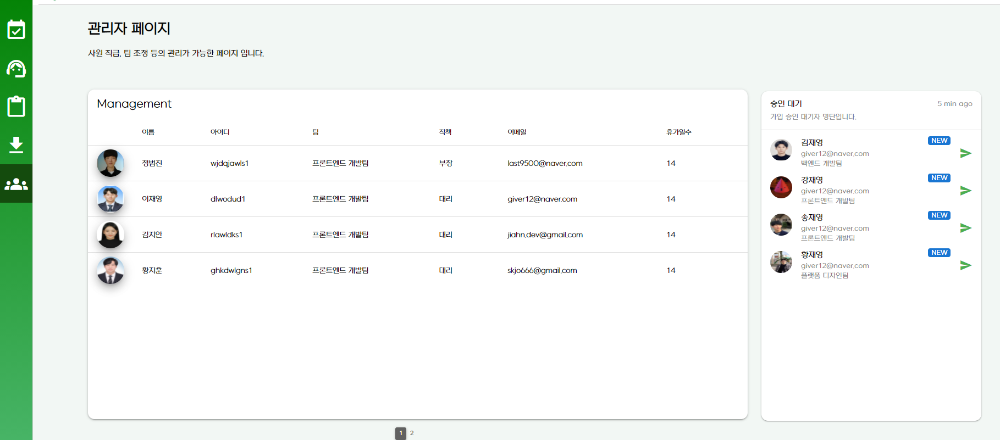 관리자 페이지
사원 직급, 팀 조정 등의 관리가 가능한 페이지 입니다.
Management
이름 아이디 팀 직책 이메일 휴가일수
정범진 wjdqjawls1 프론트엔드 개발팀 부장 last9500@naver.com 14
이재영 dlwodud1 프론트엔드 개발팀 대리 giver12@naver.com 14
김지안 rlawldks1 프론트엔드 개발팀 대리 jiahn.dev@gmail.com 14
황지훈 ghkdwlgns1 프론트엔드 개발팀 대리 skjo666@gmail.com 14
1 2
승인 대기 5 min ago
가입 승인 대기자 명단입니다.
김재영 NEW
giver12@naver.com
백엔드 개발팀
강재영 NEW
giver12@naver.com
프론트엔드 개발팀
송재영 NEW
giver12@naver.com
프론트엔드 개발팀
황재영 NEW
giver12@naver.com
플랫폼 디자인팀